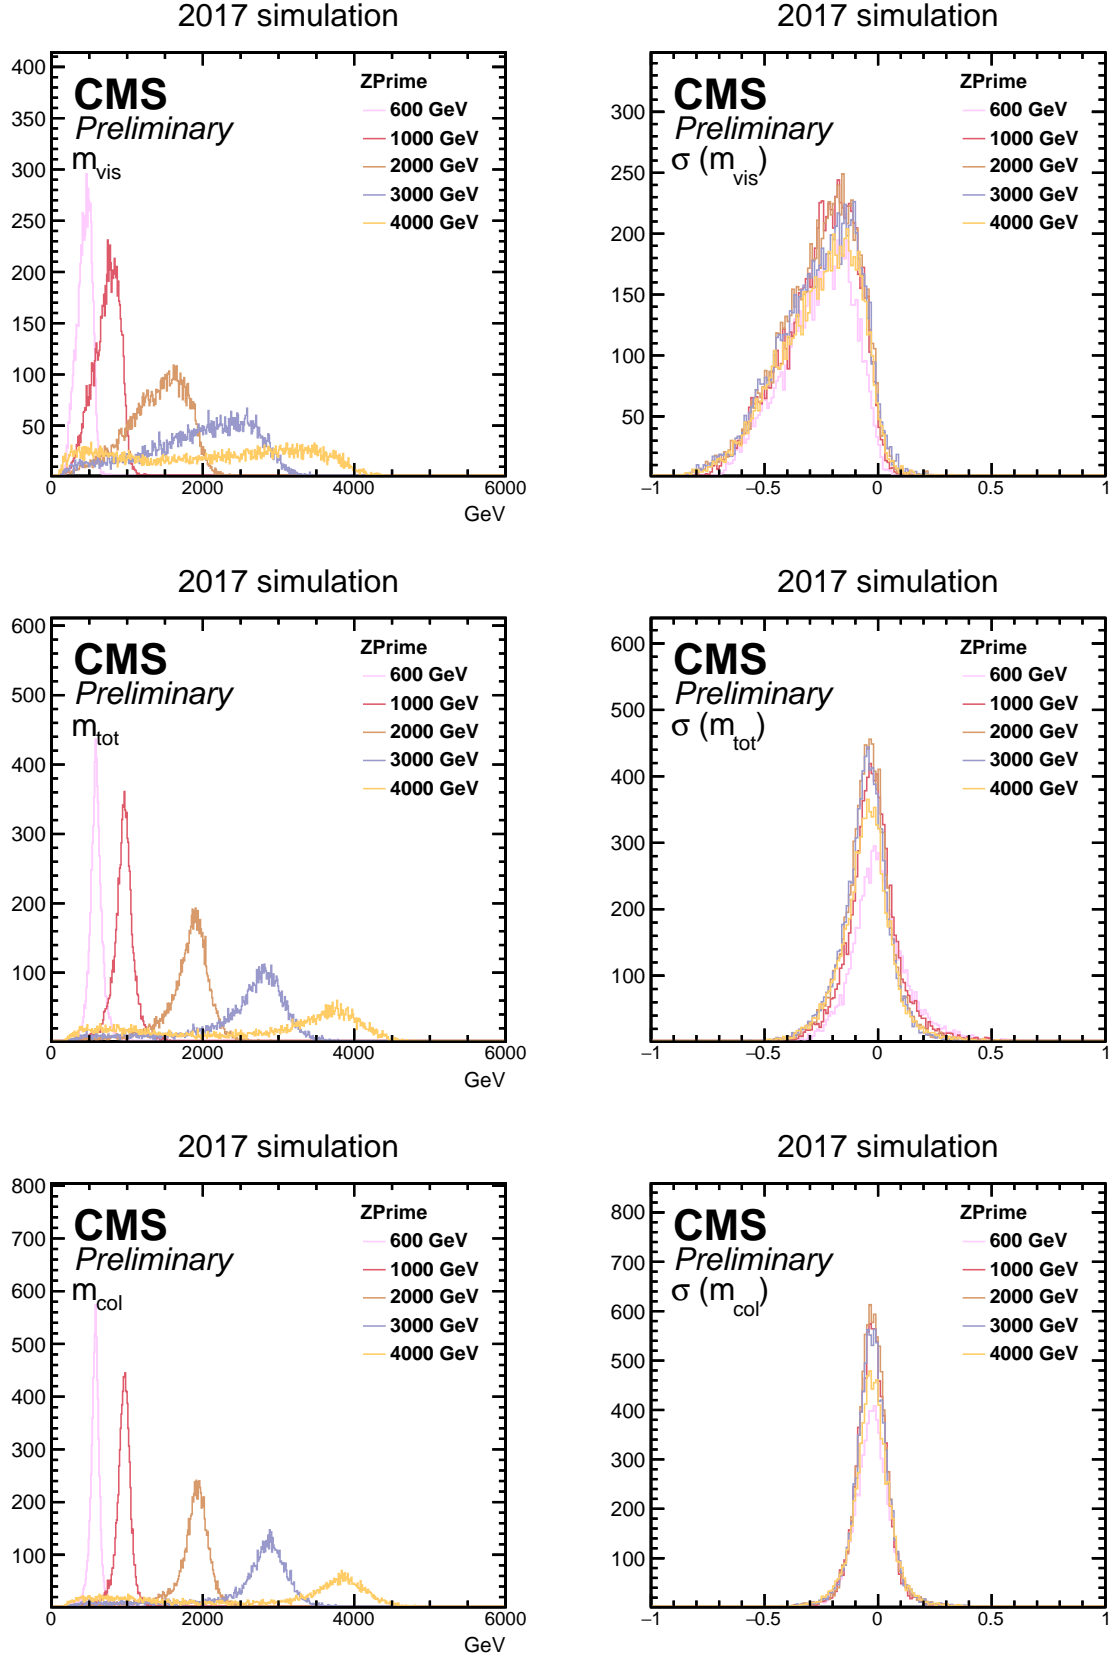 2017 simulation
400
350
300
250
200
150
100
50
0
2000
4000
6000
GeV
CMS
Preliminary
m_vis
ZPrime
600 GeV
1000 GeV
2000 GeV
3000 GeV
4000 GeV
2017 simulation
300
250
200
150
100
50
−1
−0.5
0
0.5
1
CMS
Preliminary
σ (m_vis)
ZPrime
600 GeV
1000 GeV
2000 GeV
3000 GeV
4000 GeV
2017 simulation
600
500
400
300
200
100
0
2000
4000
6000
GeV
CMS
Preliminary
m_tot
ZPrime
600 GeV
1000 GeV
2000 GeV
3000 GeV
4000 GeV
2017 simulation
600
500
400
300
200
100
−1
−0.5
0
0.5
1
CMS
Preliminary
σ (m_tot)
ZPrime
600 GeV
1000 GeV
2000 GeV
3000 GeV
4000 GeV
2017 simulation
800
700
600
500
400
300
200
100
0
2000
4000
6000
GeV
CMS
Preliminary
m_col
ZPrime
600 GeV
1000 GeV
2000 GeV
3000 GeV
4000 GeV
2017 simulation
800
700
600
500
400
300
200
100
−1
−0.5
0
0.5
1
CMS
Preliminary
σ (m_col)
ZPrime
600 GeV
1000 GeV
2000 GeV
3000 GeV
4000 GeV